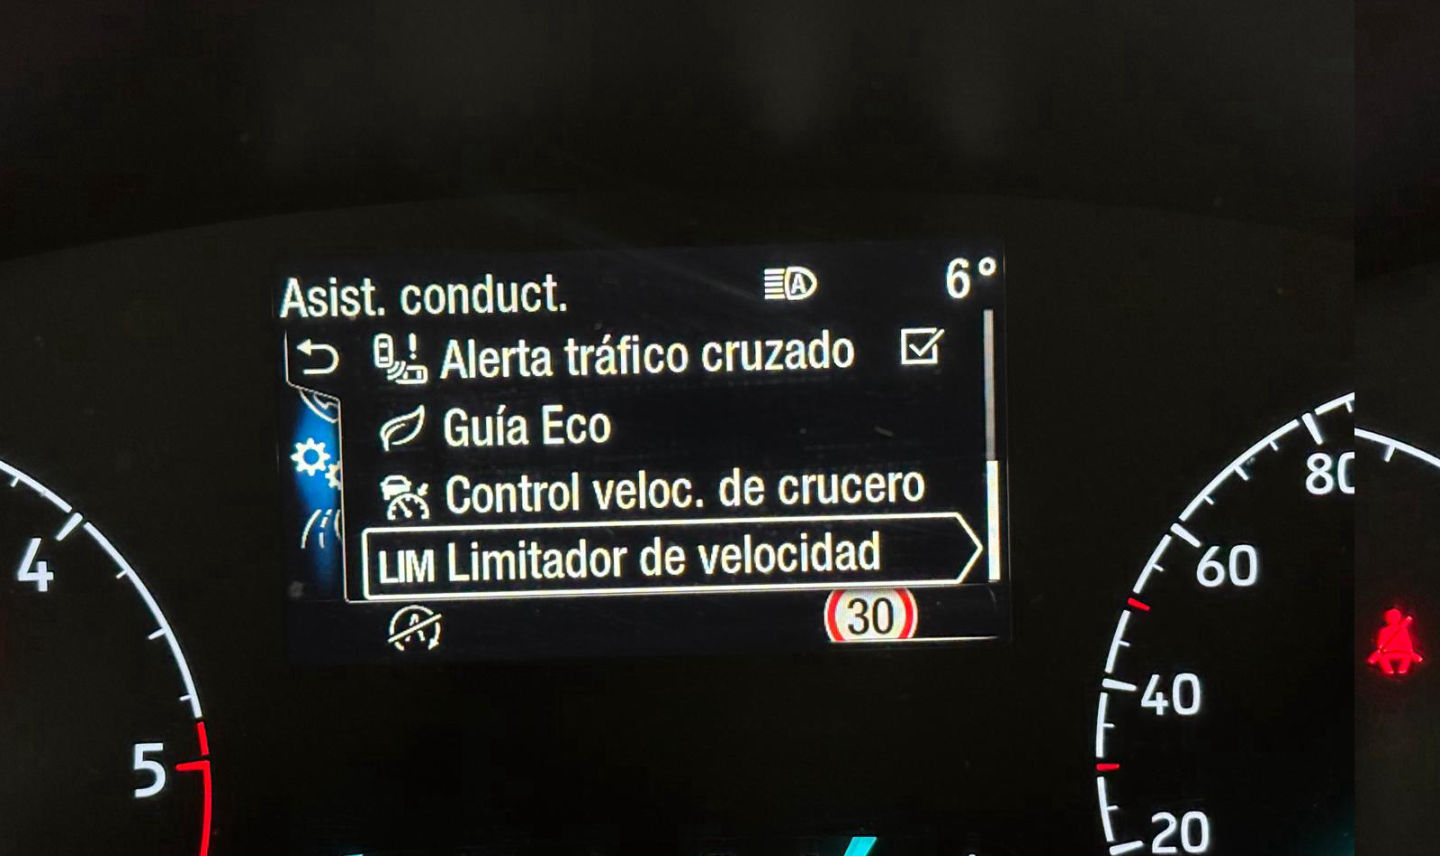 Asist. conduct. A 6°
Alerta tráfico cruzado
Guía Eco
Control veloc. de crucero
LIM Limitador de velocidad
A 30
4
5
80
60
40
20